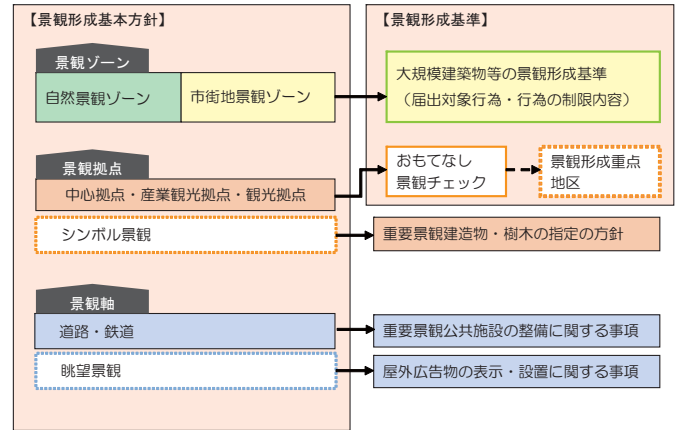 【景観形成基本方針】
【景観形成基準】
景観ゾーン
自然景観ゾーン
市街地景観ゾーン
大規模建築物等の景観形成基準
（届出対象行為・行為の制限内容）
景観拠点
中心拠点・産業観光拠点・観光拠点
おもてなし
景観チェック
景観形成重点
地区
シンボル景観
重要景観建造物・樹木の指定の方針
景観軸
道路・鉄道
重要景観公共施設の整備に関する事項
眺望景観
屋外広告物の表示・設置に関する事項